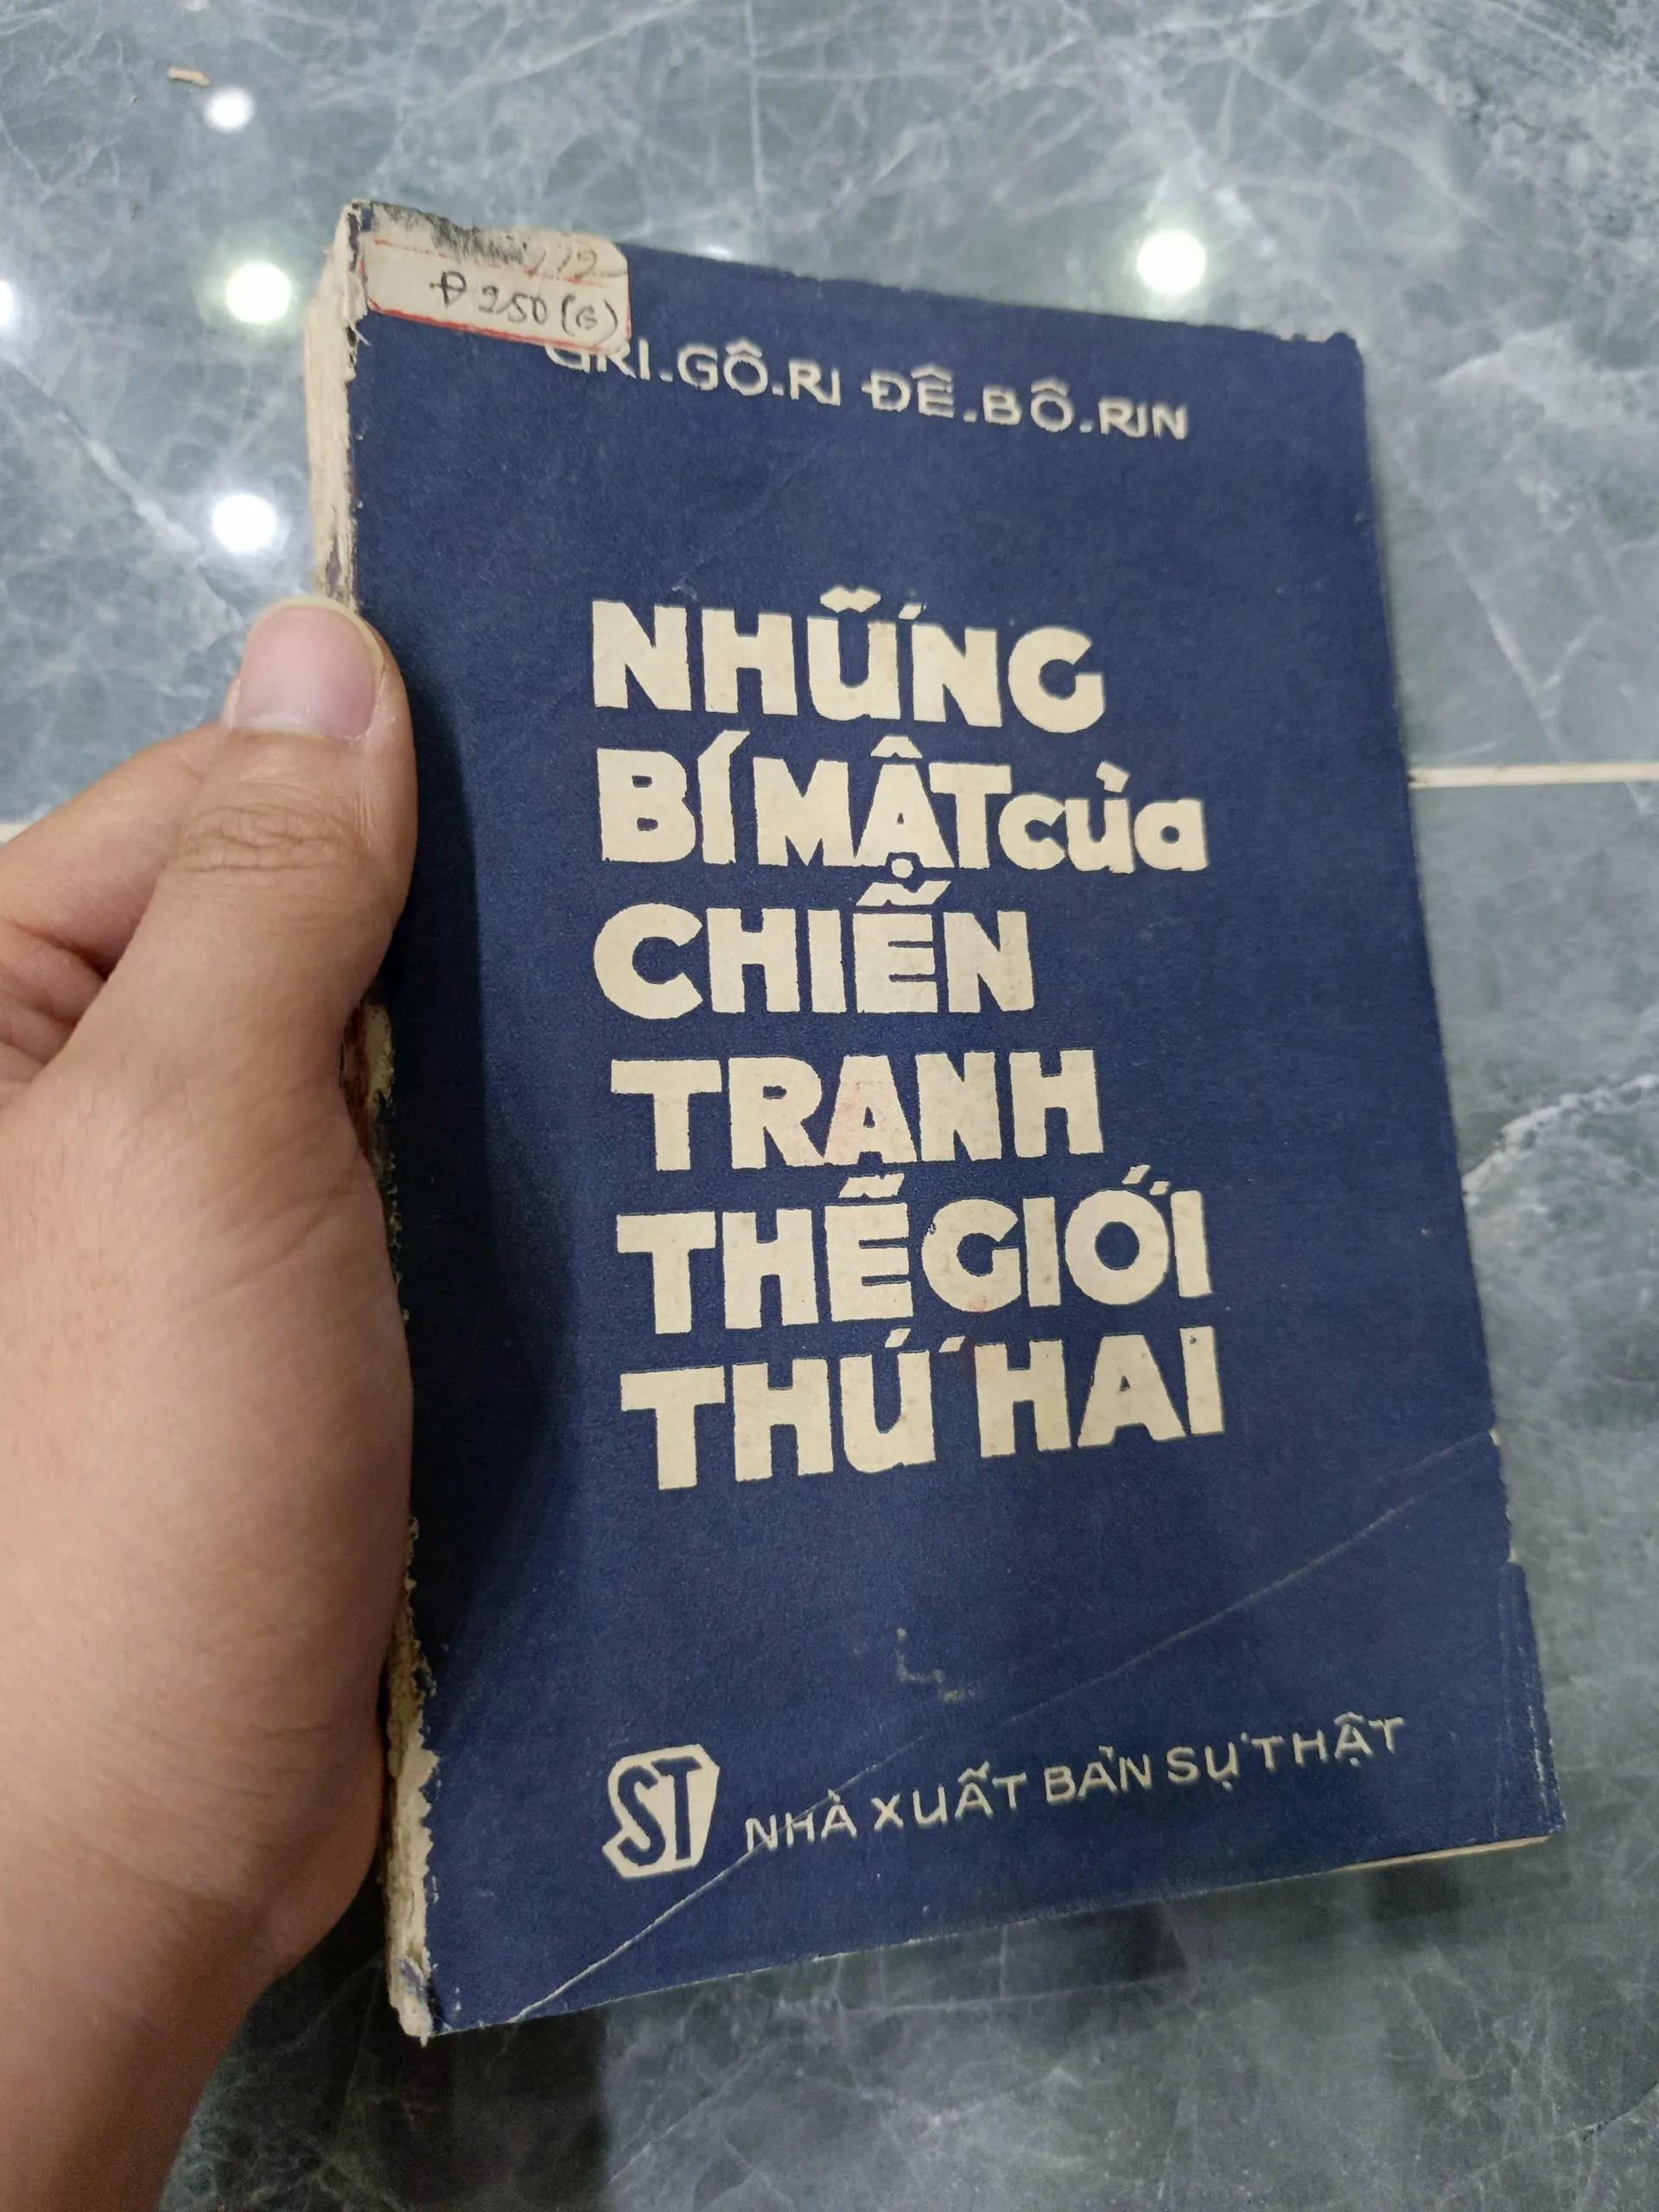 Đ 250 (G)
GRI.GÔ.RI ĐÊ.BÔ.RIN
NHỮNG
BÍ MẬT của
CHIẾN
TRANH
THẾ GIỚI
THỨ HAI
ST NHÀ XUẤT BẢN SỰ THẬT